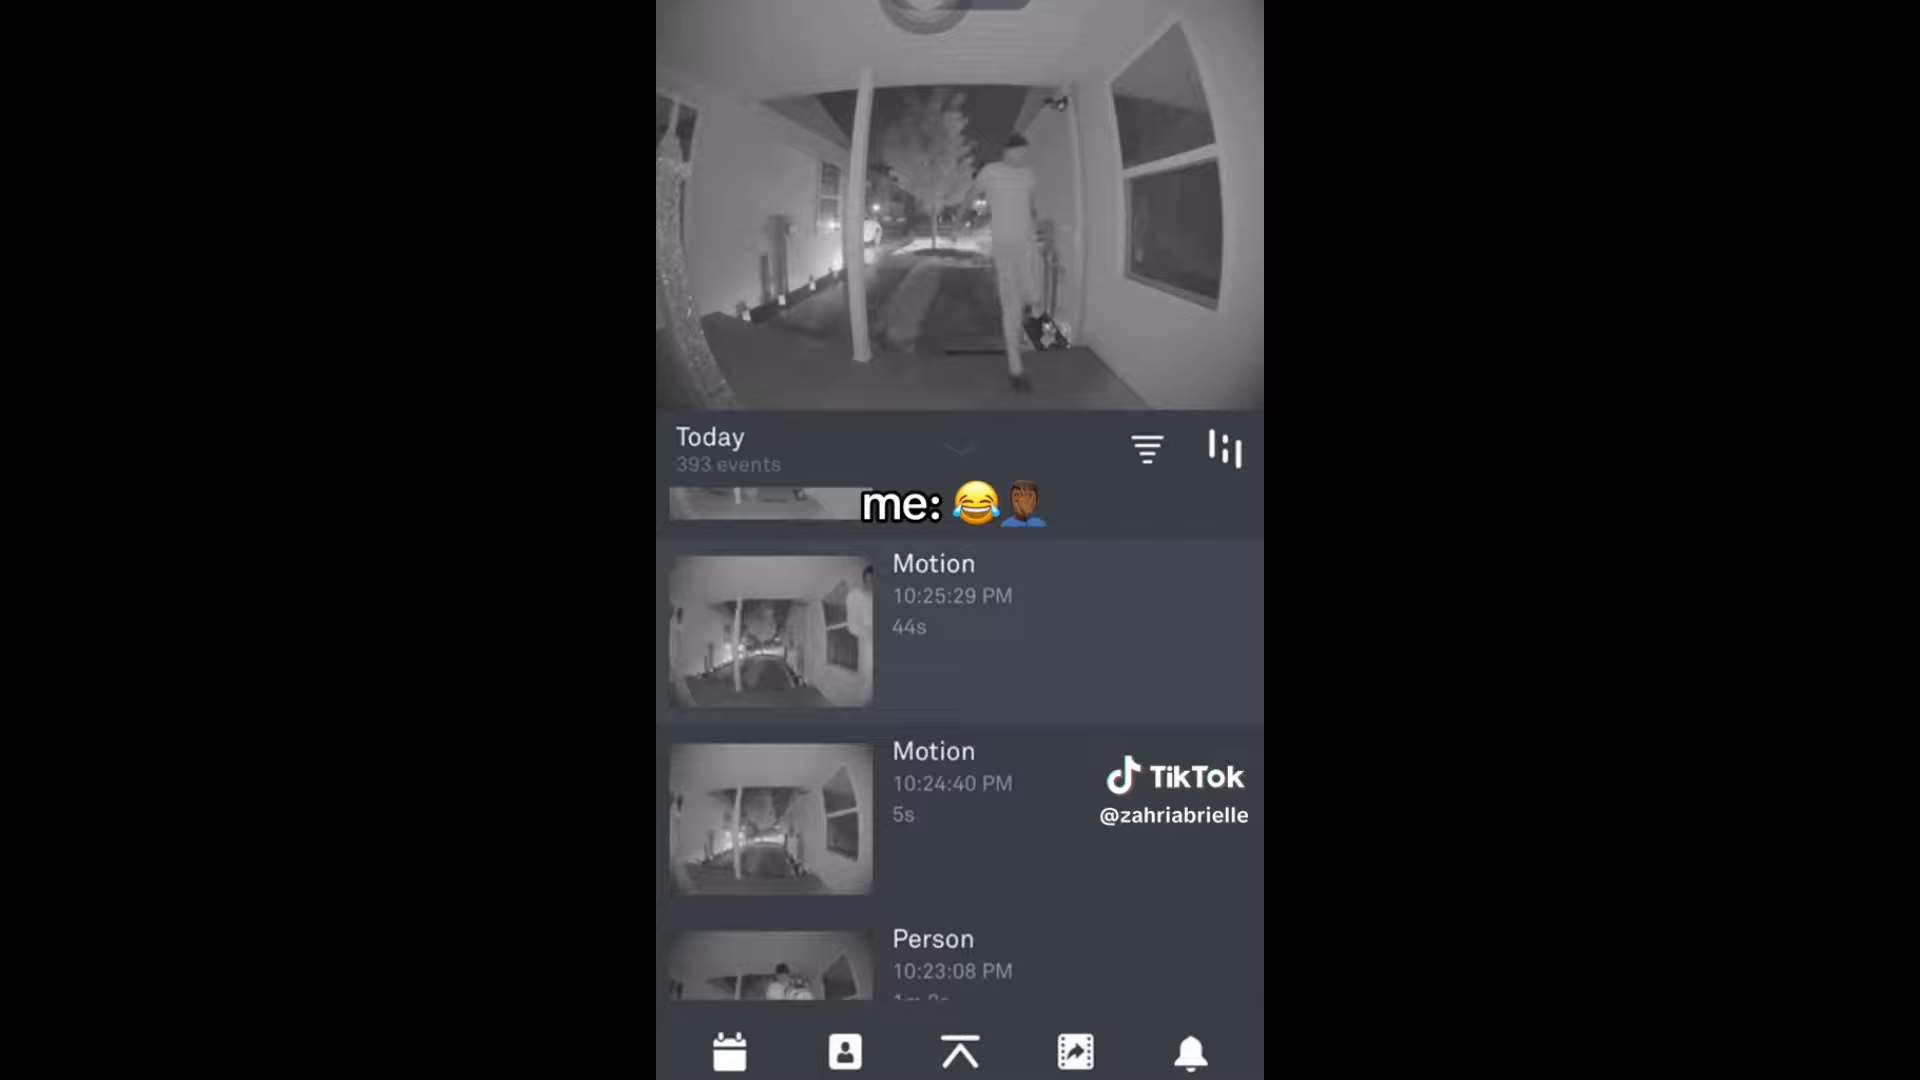 Today
393 events
me: 😂🤦🏾‍♂️
Motion
10:25:29 PM
44s
Motion
10:24:40 PM
5s
TikTok
@zahriabrielle
Person
10:23:08 PM